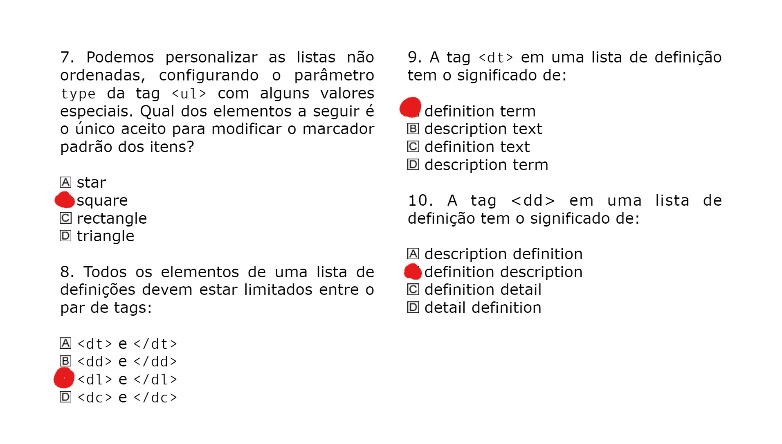 7. Podemos personalizar as listas não
ordenadas, configurando o parâmetro
type da tag <ul> com alguns valores
especiais. Qual dos elementos a seguir é
o único aceito para modificar o marcador
padrão dos itens?
A star
square
C rectangle
D triangle
8. Todos os elementos de uma lista de
definições devem estar limitados entre o
par de tags:
A <dt> e </dt>
B <dd> e </dd>
<dl> e </dl>
D <dc> e </dc>
9. A tag <dt> em uma lista de definição
tem o significado de:
definition term
B description text
C definition text
D description term
10. A tag <dd> em uma lista de
definição tem o significado de:
A description definition
definition description
C definition detail
D detail definition